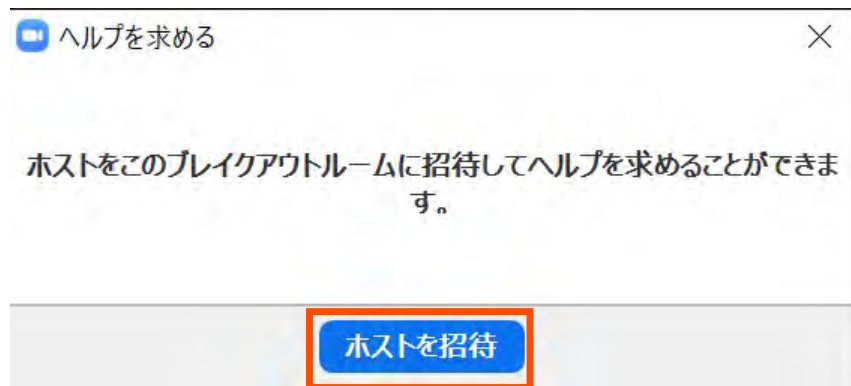 ヘルプを求める
ホストをこのブレイクアウトルームに招待してヘルプを求めることができま
す。
ホストを招待